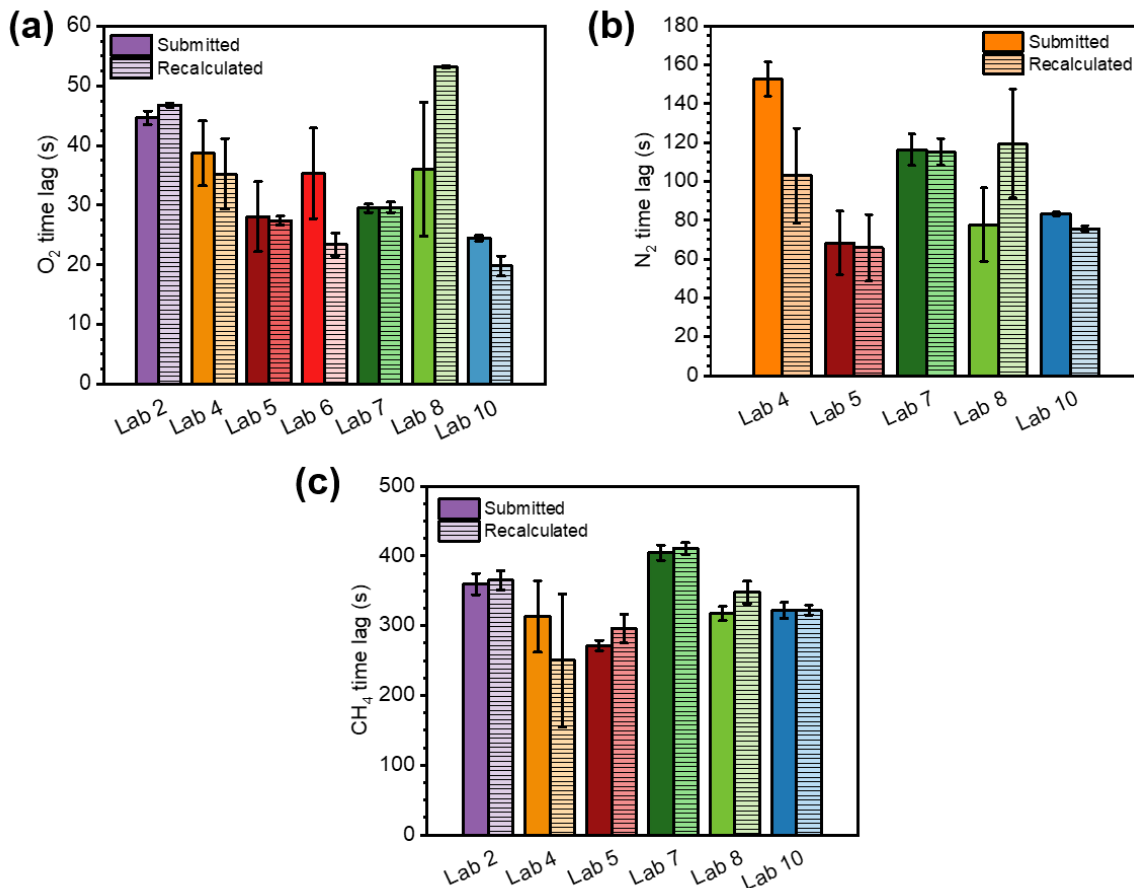 (a)
60
50
40
30
20
10
0
O₂ time lag (s)
Submitted
Recalculated
Lab 2
Lab 4
Lab 5
Lab 6
Lab 7
Lab 8
Lab 10
(b)
180
160
140
120
100
80
60
40
20
0
N₂ time lag (s)
Submitted
Recalculated
Lab 4
Lab 5
Lab 7
Lab 8
Lab 10
(c)
500
400
300
200
100
0
CH₄ time lag (s)
Submitted
Recalculated
Lab 2
Lab 4
Lab 5
Lab 7
Lab 8
Lab 10